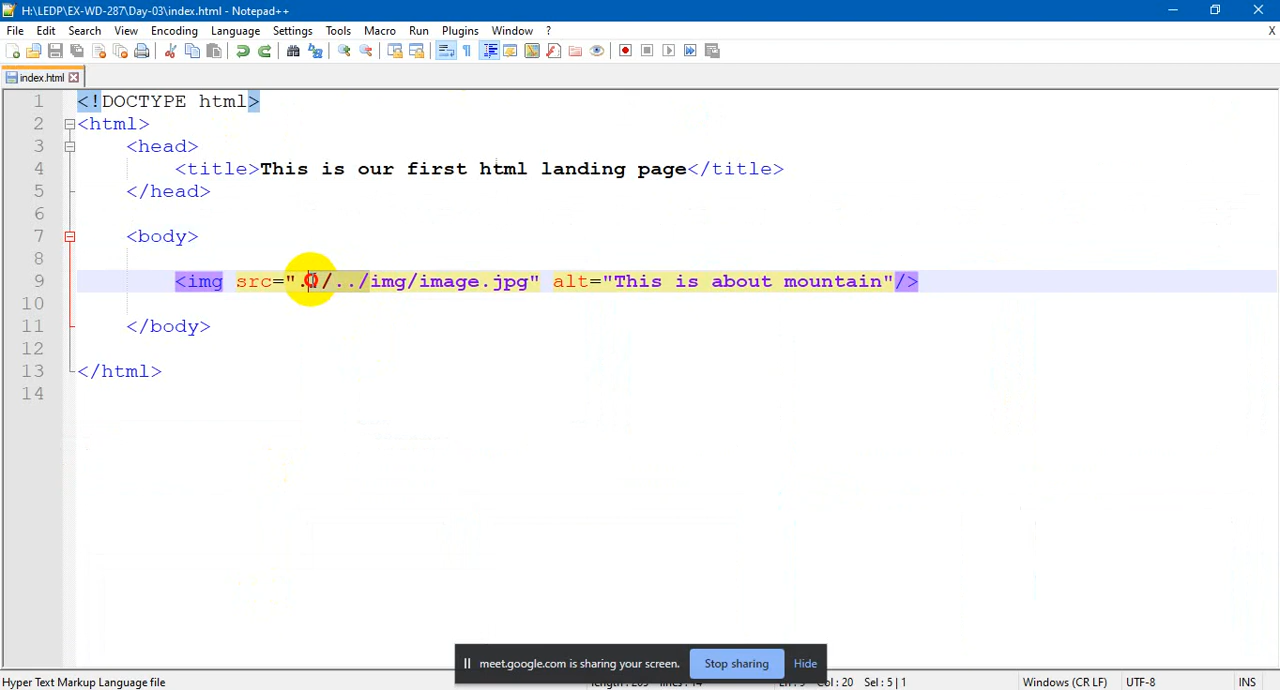 H:\LEDP\EX-WD-287\Day-03\index.html - Notepad++
File Edit Search View Encoding Language Settings Tools Macro Run Plugins Window ? X
index.html
1 <!DOCTYPE html>
2 <html>
3 <head>
4 <title>This is our first html landing page</title>
5 </head>
6
7 <body>
8
9 <img src="../../img/image.jpg" alt="This is about mountain"/>
10
11 </body>
12
13 </html>
14
meet.google.com is sharing your screen. Stop sharing Hide
Hyper Text Markup Language file Col : 20 Sel : 5 | 1 Windows (CR LF) UTF-8 INS